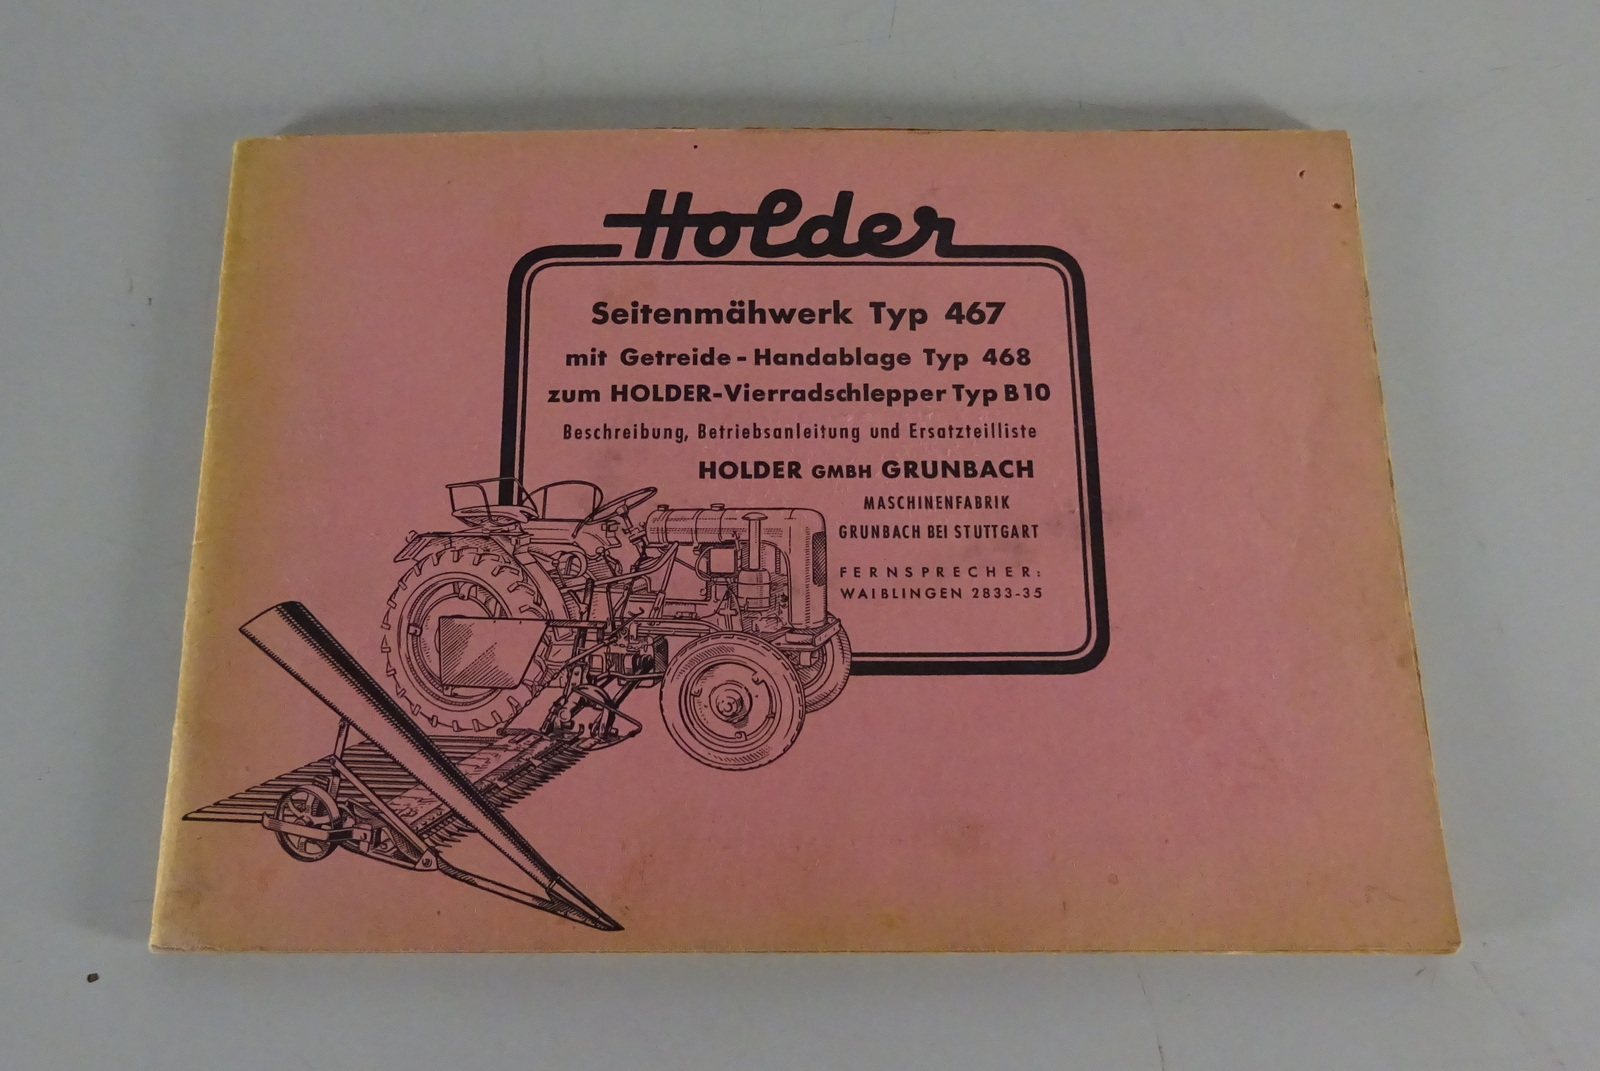 Holder
Seitenmähwerk Typ 467
mit Getreide-Handablage Typ 468
zum HOLDER-Vierradschlepper Typ B 10
Beschreibung, Betriebsanleitung und Ersatzteilliste
HOLDER GMBH GRUNBACH
MASCHINENFABRIK
GRUNBACH BEI STUTTGART
FERNSPRECHER:
WAIBLINGEN 2833-35